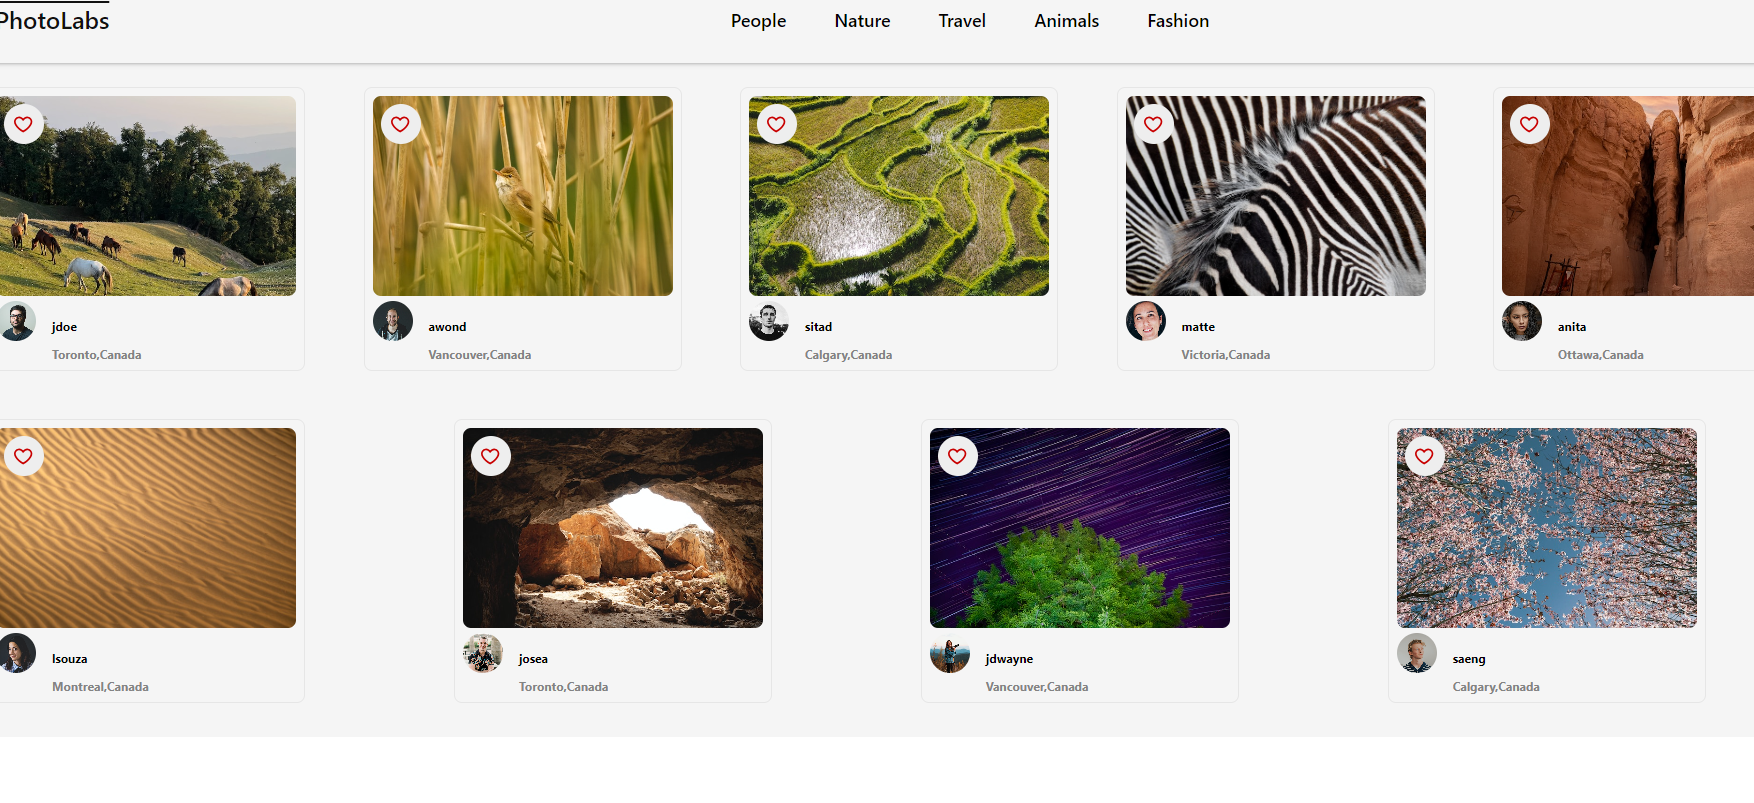 PhotoLabs
People Nature Travel Animals Fashion
jdoe
Toronto,Canada
awond
Vancouver,Canada
sitad
Calgary,Canada
matte
Victoria,Canada
anita
Ottawa,Canada
lsouza
Montreal,Canada
josea
Toronto,Canada
jdwayne
Vancouver,Canada
saeng
Calgary,Canada